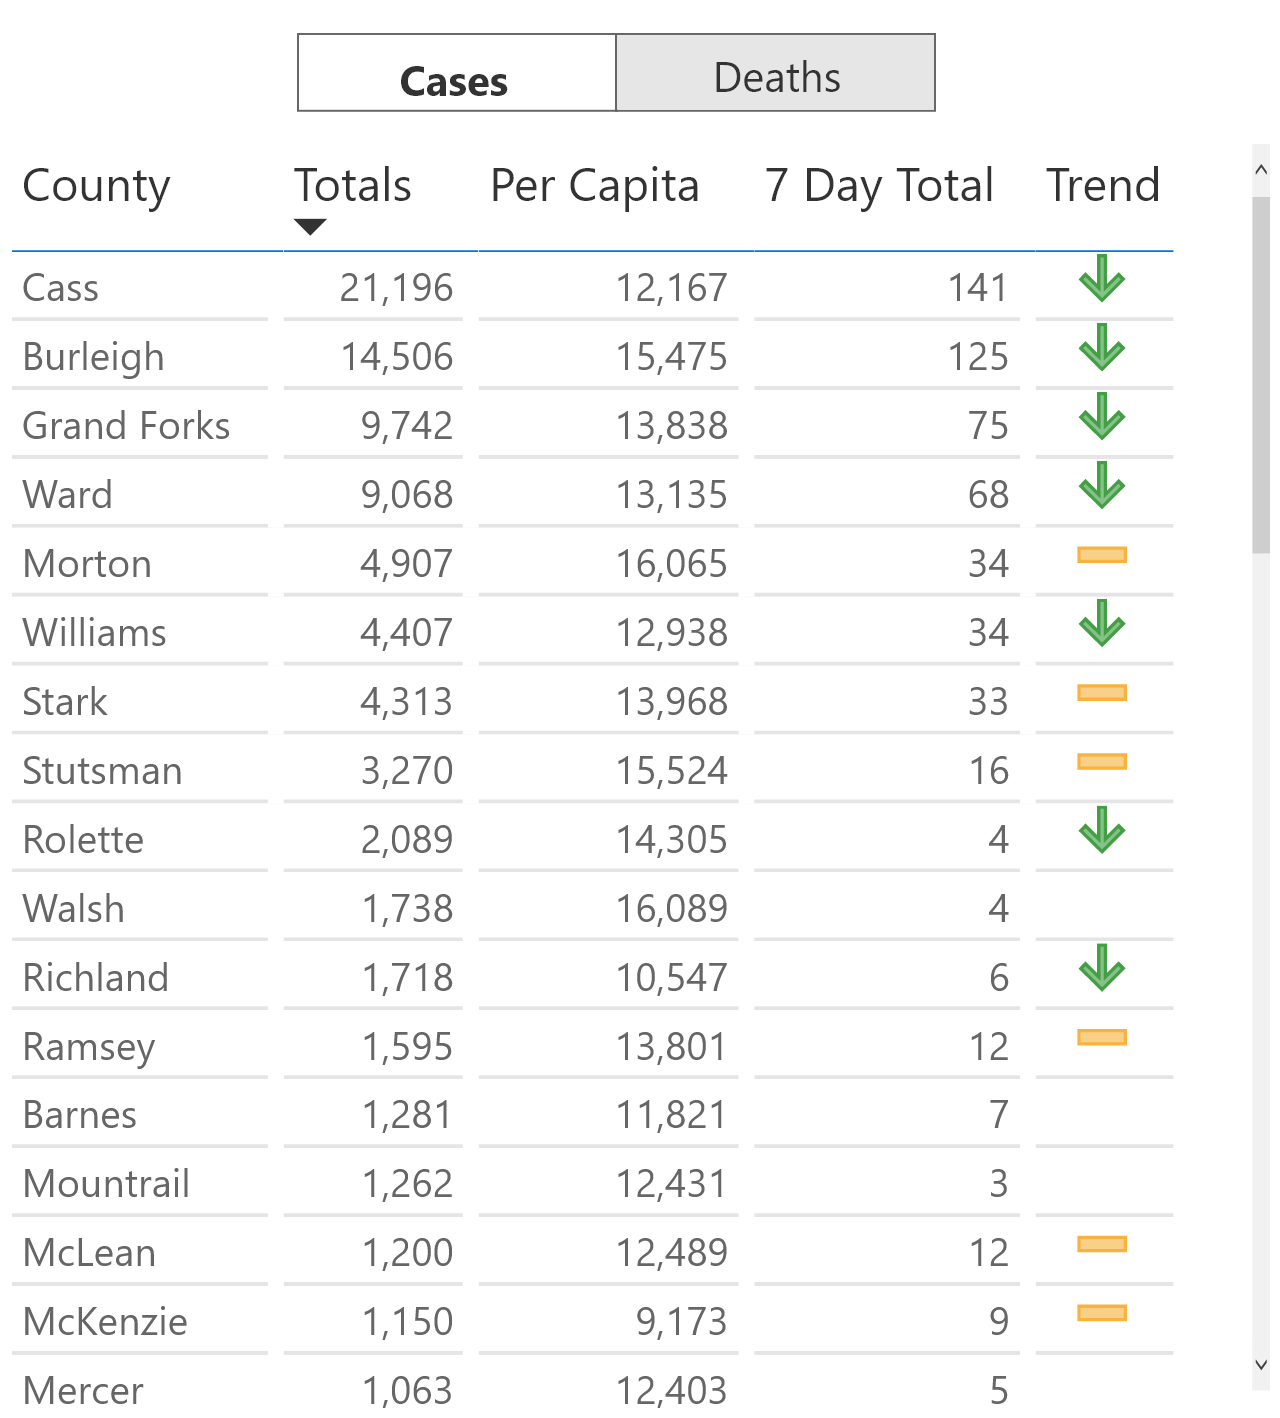 Cases Deaths
County Totals Per Capita 7 Day Total Trend
Cass 21,196 12,167 141
Burleigh 14,506 15,475 125
Grand Forks 9,742 13,838 75
Ward 9,068 13,135 68
Morton 4,907 16,065 34
Williams 4,407 12,938 34
Stark 4,313 13,968 33
Stutsman 3,270 15,524 16
Rolette 2,089 14,305 4
Walsh 1,738 16,089 4
Richland 1,718 10,547 6
Ramsey 1,595 13,801 12
Barnes 1,281 11,821 7
Mountrail 1,262 12,431 3
McLean 1,200 12,489 12
McKenzie 1,150 9,173 9
Mercer 1,063 12,403 5